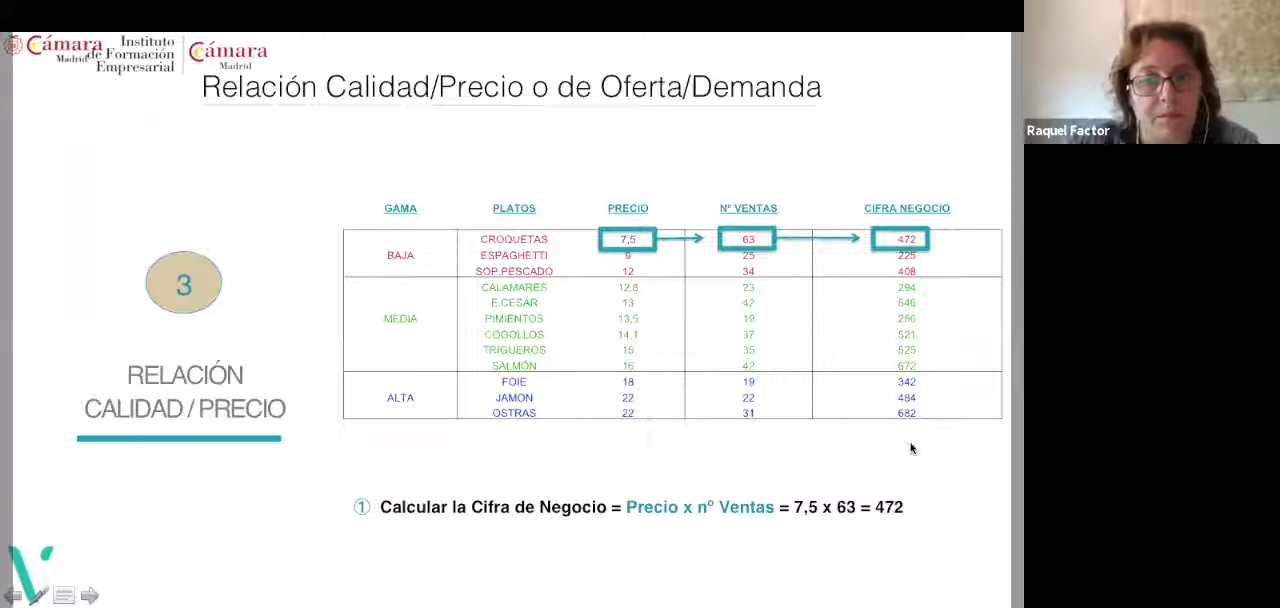 Cámara
Madrid
Instituto
de Formación
Empresarial
Cámara
Madrid
Relación Calidad/Precio o de Oferta/Demanda
Raquel Factor
GAMA PLATOS PRECIO Nº VENTAS CIFRA NEGOCIO
CROQUETAS 7,5 63 472
BAJA ESPAGHETTI 9 25 225
SOP.PESCADO 12 34 408
CALAMARES 12,8 23 294
E.CESAR 13 42 546
MEDIA PIMIENTOS 13,5 19 256
COGOLLOS 14,1 37 521
TRIGUEROS 15 35 525
SALMÓN 16 42 672
FOIE 18 19 342
ALTA JAMON 22 22 484
OSTRAS 22 31 682
3
RELACIÓN
CALIDAD / PRECIO
① Calcular la Cifra de Negocio = Precio x nº Ventas = 7,5 x 63 = 472